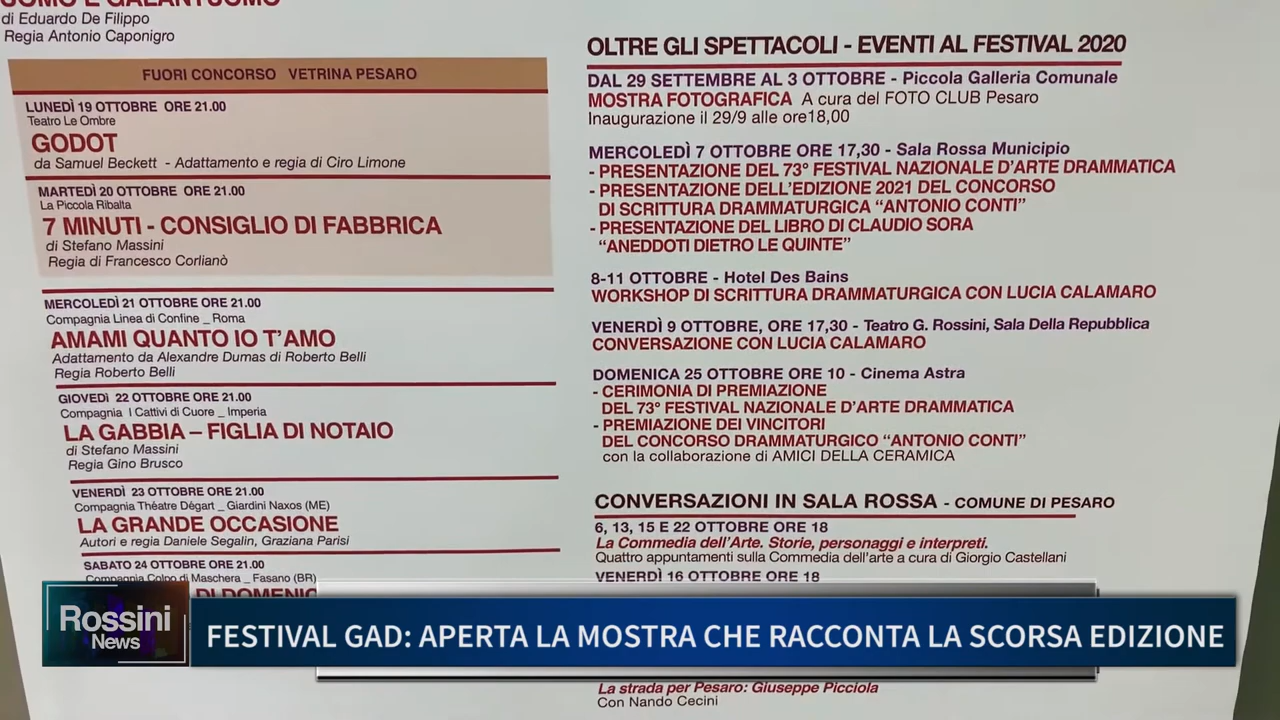 UOMO E GALANTUOMO
di Eduardo De Filippo
Regia Antonio Caponigro
FUORI CONCORSO VETRINA PESARO
LUNEDÌ 19 OTTOBRE ORE 21.00
Teatro Le Ombre
GODOT
da Samuel Beckett - Adattamento e regia di Ciro Limone
MARTEDÌ 20 OTTOBRE ORE 21.00
La Piccola Ribalta
7 MINUTI - CONSIGLIO DI FABBRICA
di Stefano Massini
Regia di Francesco Corlianò
MERCOLEDÌ 21 OTTOBRE ORE 21.00
Compagnia Linea di Confine _ Roma
AMAMI QUANTO IO T'AMO
Adattamento da Alexandre Dumas di Roberto Belli
Regia Roberto Belli
GIOVEDÌ 22 OTTOBRE ORE 21.00
Compagnia I Cattivi di Cuore _ Imperia
LA GABBIA – FIGLIA DI NOTAIO
di Stefano Massini
Regia Gino Brusco
VENERDÌ 23 OTTOBRE ORE 21.00
Compagnia Thèatre Dégart _ Giardini Naxos (ME)
LA GRANDE OCCASIONE
Autori e regia Daniele Segalin, Graziana Parisi
SABATO 24 OTTOBRE ORE 21.00
Compagnia Colpo di Maschera _ Fasano (BR)
DI DOMENIC
OLTRE GLI SPETTACOLI - EVENTI AL FESTIVAL 2020
DAL 29 SETTEMBRE AL 3 OTTOBRE - Piccola Galleria Comunale
MOSTRA FOTOGRAFICA A cura del FOTO CLUB Pesaro
Inaugurazione il 29/9 alle ore18,00
MERCOLEDÌ 7 OTTOBRE ORE 17,30 - Sala Rossa Municipio
- PRESENTAZIONE DEL 73° FESTIVAL NAZIONALE D'ARTE DRAMMATICA
- PRESENTAZIONE DELL'EDIZIONE 2021 DEL CONCORSO
DI SCRITTURA DRAMMATURGICA “ANTONIO CONTI”
- PRESENTAZIONE DEL LIBRO DI CLAUDIO SORA
“ANEDDOTI DIETRO LE QUINTE”
8-11 OTTOBRE - Hotel Des Bains
WORKSHOP DI SCRITTURA DRAMMATURGICA CON LUCIA CALAMARO
VENERDÌ 9 OTTOBRE, ORE 17,30 - Teatro G. Rossini, Sala Della Repubblica
CONVERSAZIONE CON LUCIA CALAMARO
DOMENICA 25 OTTOBRE ORE 10 - Cinema Astra
- CERIMONIA DI PREMIAZIONE
DEL 73° FESTIVAL NAZIONALE D'ARTE DRAMMATICA
- PREMIAZIONE DEI VINCITORI
DEL CONCORSO DRAMMATURGICO “ANTONIO CONTI”
con la collaborazione di AMICI DELLA CERAMICA
CONVERSAZIONI IN SALA ROSSA - COMUNE DI PESARO
6, 13, 15 E 22 OTTOBRE ORE 18
La Commedia dell'Arte. Storie, personaggi e interpreti.
Quattro appuntamenti sulla Commedia dell'arte a cura di Giorgio Castellani
VENERDÌ 16 OTTOBRE ORE 18
La strada per Pesaro: Giuseppe Picciola
Con Nando Cecini
Rossini
News
FESTIVAL GAD: APERTA LA MOSTRA CHE RACCONTA LA SCORSA EDIZIONE